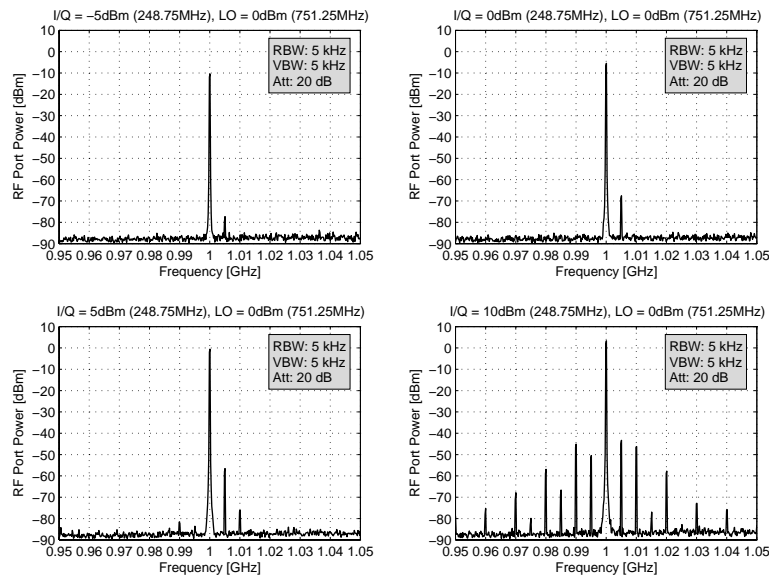 I/Q = −5dBm (248.75MHz), LO = 0dBm (751.25MHz)
10
0
−10
−20
−30
−40
−50
−60
−70
−80
−90
RF Port Power [dBm]
RBW: 5 kHz
VBW: 5 kHz
Att: 20 dB
0.95 0.96 0.97 0.98 0.99 1 1.01 1.02 1.03 1.04 1.05
Frequency [GHz]
I/Q = 0dBm (248.75MHz), LO = 0dBm (751.25MHz)
10
0
−10
−20
−30
−40
−50
−60
−70
−80
−90
RF Port Power [dBm]
RBW: 5 kHz
VBW: 5 kHz
Att: 20 dB
0.95 0.96 0.97 0.98 0.99 1 1.01 1.02 1.03 1.04 1.05
Frequency [GHz]
I/Q = 5dBm (248.75MHz), LO = 0dBm (751.25MHz)
10
0
−10
−20
−30
−40
−50
−60
−70
−80
−90
RF Port Power [dBm]
RBW: 5 kHz
VBW: 5 kHz
Att: 20 dB
0.95 0.96 0.97 0.98 0.99 1 1.01 1.02 1.03 1.04 1.05
Frequency [GHz]
I/Q = 10dBm (248.75MHz), LO = 0dBm (751.25MHz)
10
0
−10
−20
−30
−40
−50
−60
−70
−80
−90
RF Port Power [dBm]
RBW: 5 kHz
VBW: 5 kHz
Att: 20 dB
0.95 0.96 0.97 0.98 0.99 1 1.01 1.02 1.03 1.04 1.05
Frequency [GHz]